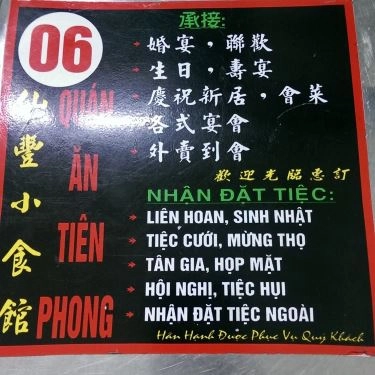 06
仙豐小食館
QUÁN
ĂN
TIÊN
PHONG
承接:
婚宴，聯歡
生日，壽宴
慶祝新居，會菜
各式宴會
外賣到會
歡迎光臨惠訂
NHẬN ĐẶT TIỆC:
LIÊN HOAN, SINH NHẬT
TIỆC CƯỚI, MỪNG THỌ
TÂN GIA, HỌP MẶT
HỘI NGHỊ, TIỆC HỤI
NHẬN ĐẶT TIỆC NGOÀI
Hân Hạnh Được Phục Vụ Quý Khách